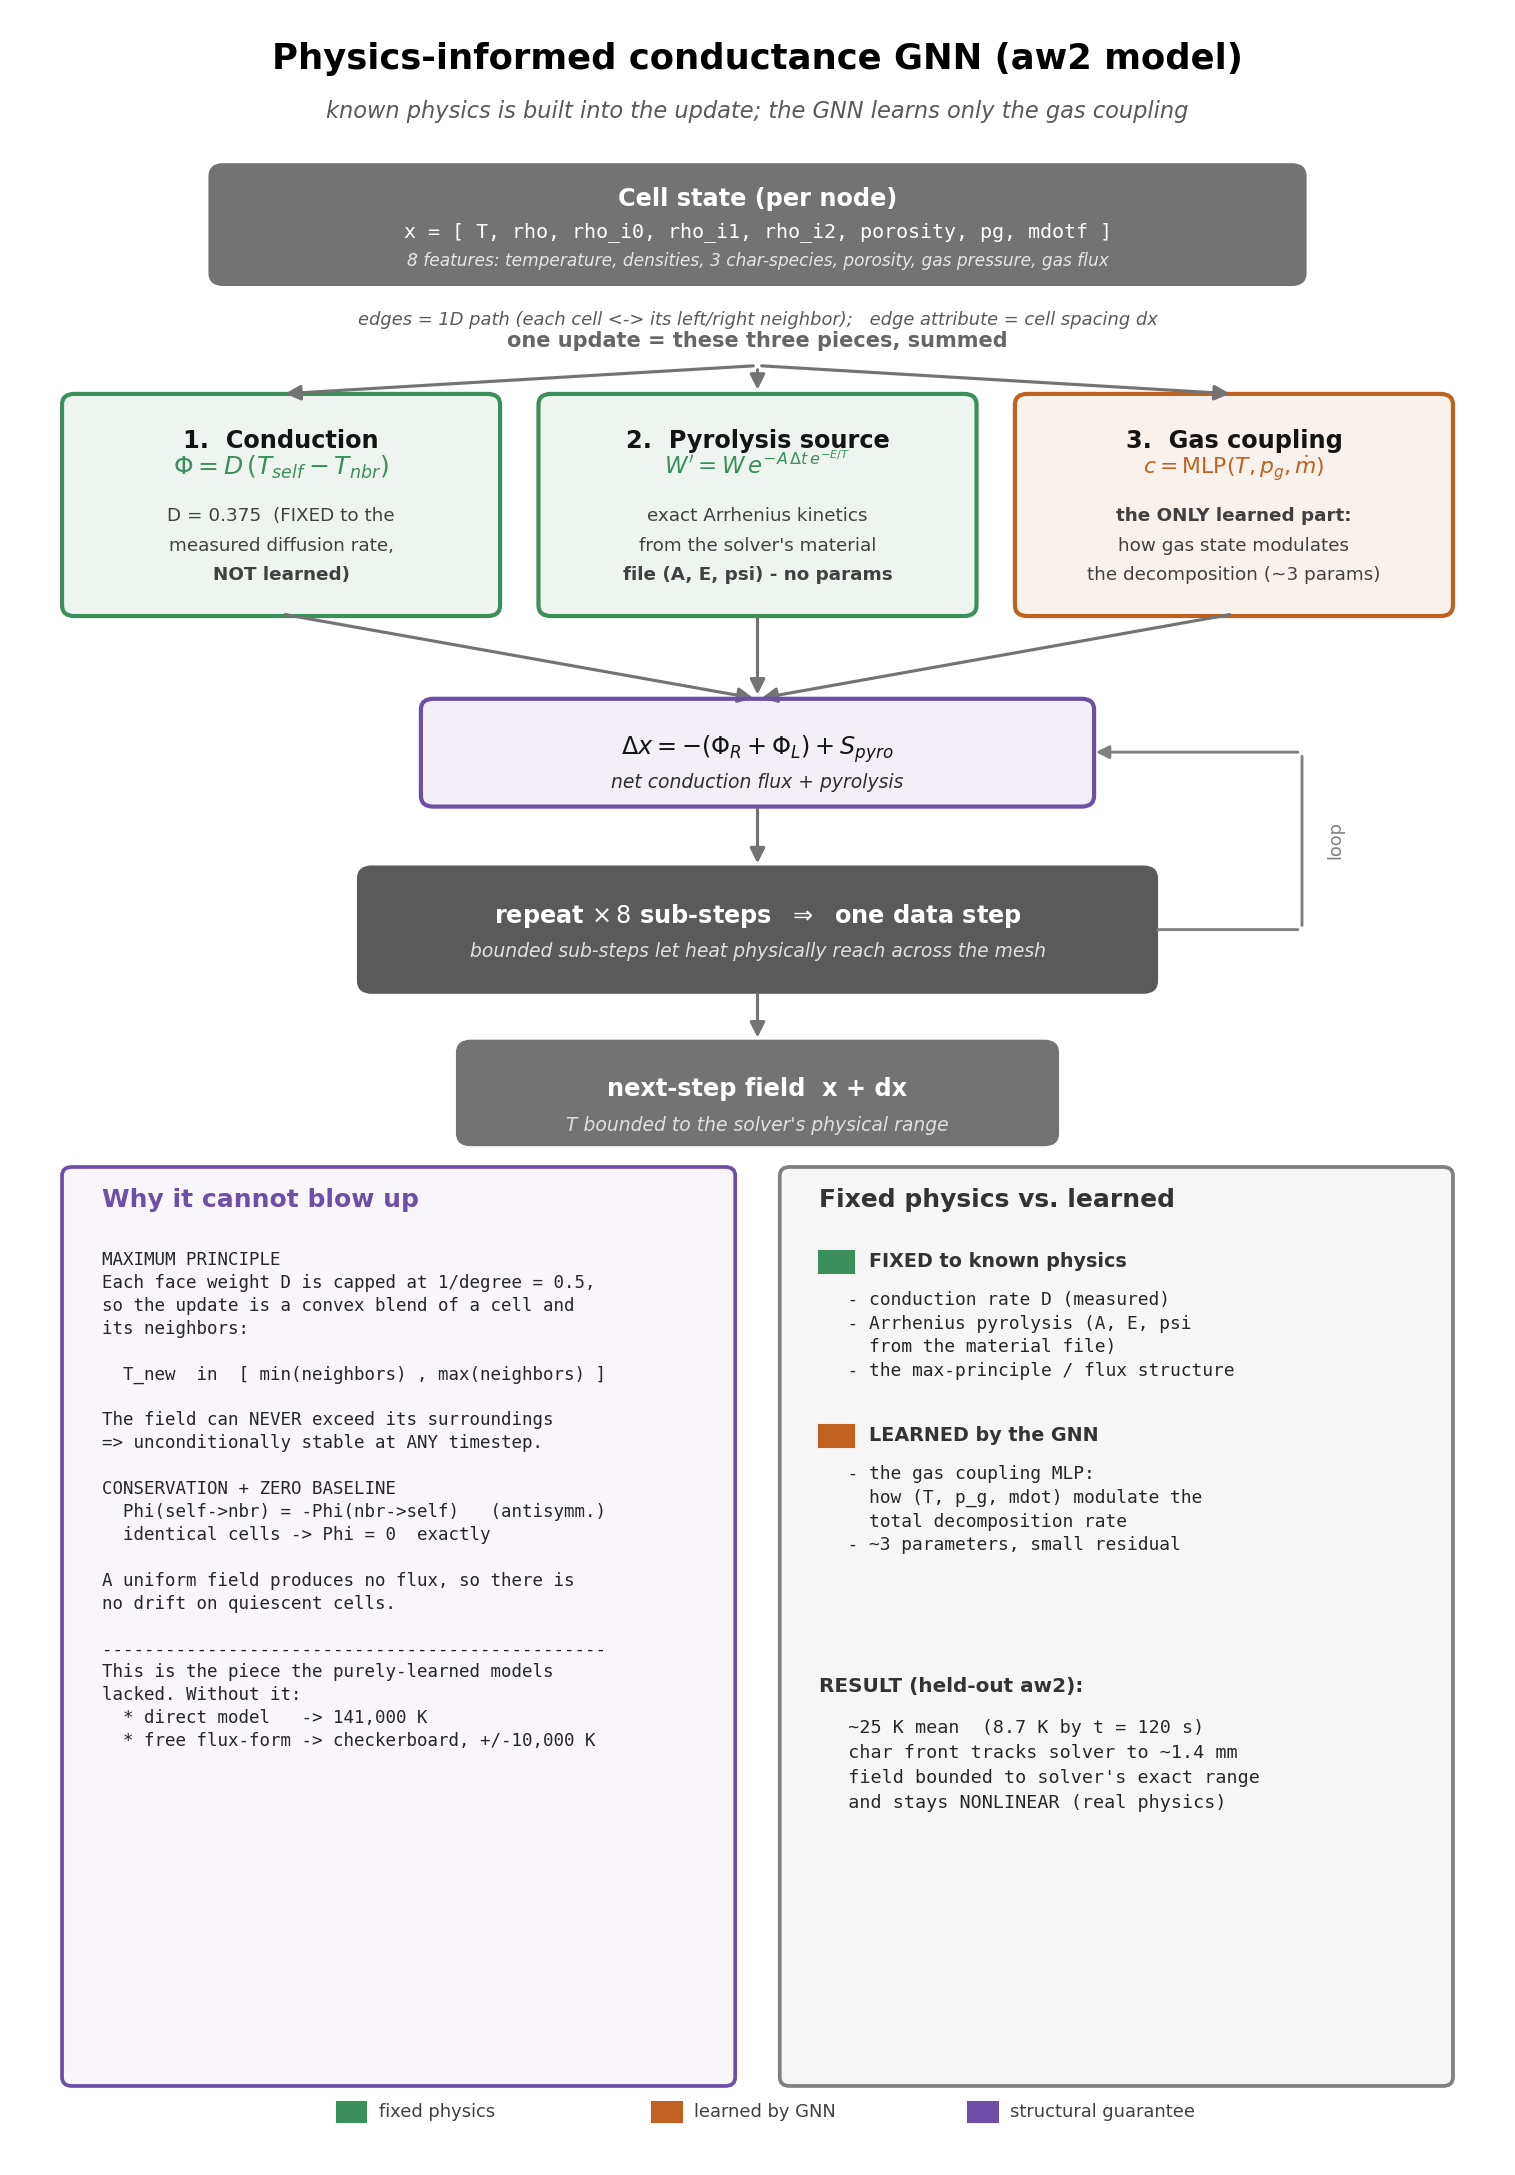 Physics-informed conductance GNN (aw2 model)
known physics is built into the update; the GNN learns only the gas coupling
Cell state (per node)
x = [ T, rho, rho_i0, rho_i1, rho_i2, porosity, pg, mdotf ]
8 features: temperature, densities, 3 char-species, porosity, gas pressure, gas flux
edges = 1D path (each cell <-> its left/right neighbor);   edge attribute = cell spacing dx
one update = these three pieces, summed
1.  Conduction
Φ = D (T_self − T_nbr)
D = 0.375  (FIXED to the
measured diffusion rate,
NOT learned)
2.  Pyrolysis source
W′ = W e^{−A Δt e^{−E/T}}
exact Arrhenius kinetics
from the solver's material
file (A, E, psi) - no params
3.  Gas coupling
c = MLP(T, p_g, ṁ)
the ONLY learned part:
how gas state modulates
the decomposition (~3 params)
Δx = −(Φ_R + Φ_L) + S_pyro
net conduction flux + pyrolysis
loop
repeat × 8 sub-steps  ⇒  one data step
bounded sub-steps let heat physically reach across the mesh
next-step field  x + dx
T bounded to the solver's physical range
Why it cannot blow up
MAXIMUM PRINCIPLE
Each face weight D is capped at 1/degree = 0.5,
so the update is a convex blend of a cell and
its neighbors:
T_new  in  [ min(neighbors) , max(neighbors) ]
The field can NEVER exceed its surroundings
=> unconditionally stable at ANY timestep.
CONSERVATION + ZERO BASELINE
Phi(self->nbr) = -Phi(nbr->self)   (antisymm.)
identical cells -> Phi = 0  exactly
A uniform field produces no flux, so there is
no drift on quiescent cells.
------------------------------------------------
This is the piece the purely-learned models
lacked. Without it:
* direct model   -> 141,000 K
* free flux-form -> checkerboard, +/-10,000 K
Fixed physics vs. learned
FIXED to known physics
- conduction rate D (measured)
- Arrhenius pyrolysis (A, E, psi
from the material file)
- the max-principle / flux structure
LEARNED by the GNN
- the gas coupling MLP:
how (T, p_g, mdot) modulate the
total decomposition rate
- ~3 parameters, small residual
RESULT (held-out aw2):
~25 K mean  (8.7 K by t = 120 s)
char front tracks solver to ~1.4 mm
field bounded to solver's exact range
and stays NONLINEAR (real physics)
fixed physics
learned by GNN
structural guarantee